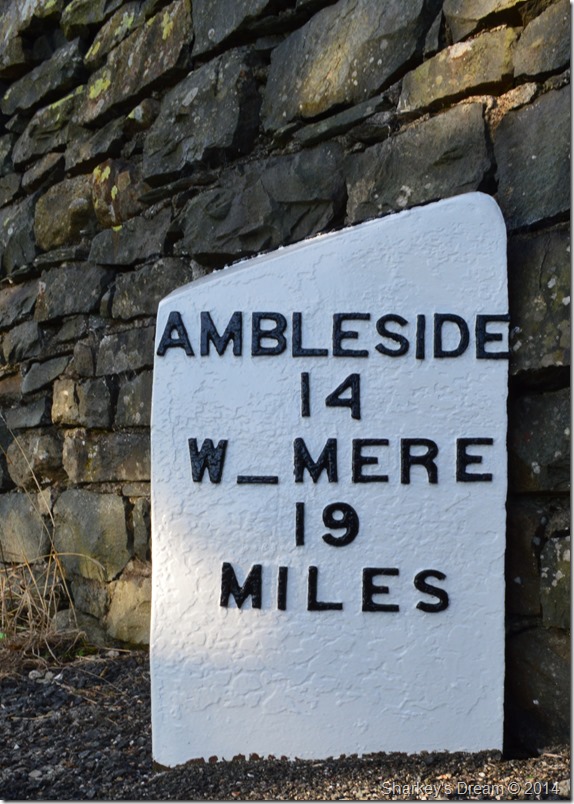 AMBLESIDE
14
W_MERE
19
MILES
Sharkey's Dream © 2014